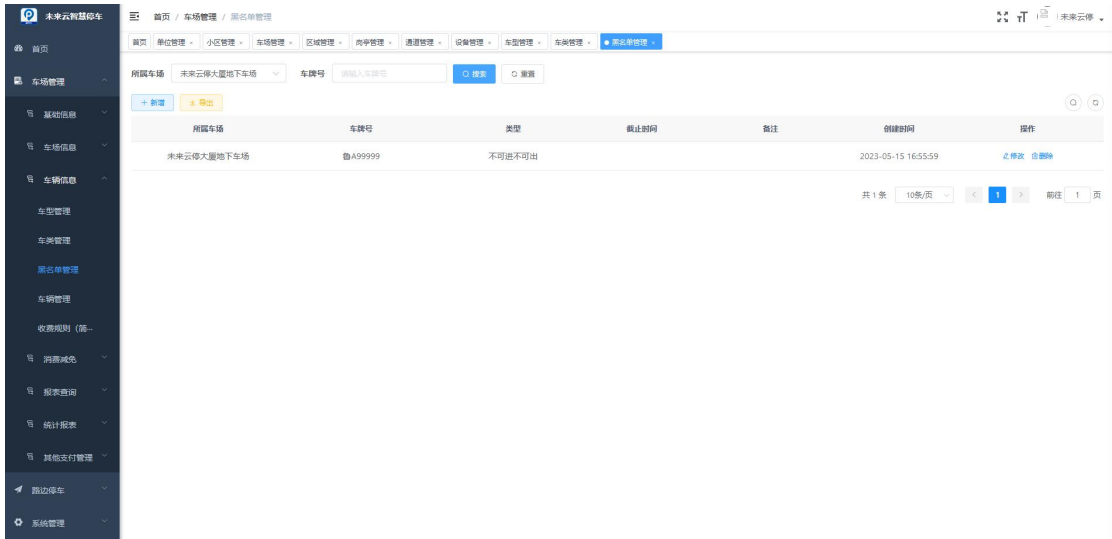 未来云智慧停车
首页 / 车场管理 / 黑名单管理
未来云停
首页 单位管理 × 小区管理 × 车场管理 × 区域管理 × 岗亭管理 × 通道管理 × 设备管理 × 车型管理 × 车类管理 × 黑名单管理 ×
首页
车场管理
基础信息
车场信息
车辆信息
车型管理
车类管理
黑名单管理
车辆管理
收费规则（简...
消费减免
报表查询
统计报表
其他支付管理
路边停车
系统管理
所属车场 未来云停大厦地下车场 车牌号 请输入车牌号 搜索 重置
+ 新增 导出
所属车场 车牌号 类型 截止时间 备注 创建时间 操作
未来云停大厦地下车场 鲁A99999 不可进不可出 2023-05-15 16:55:59 修改 删除
共 1 条 10条/页 < 1 > 前往 1 页